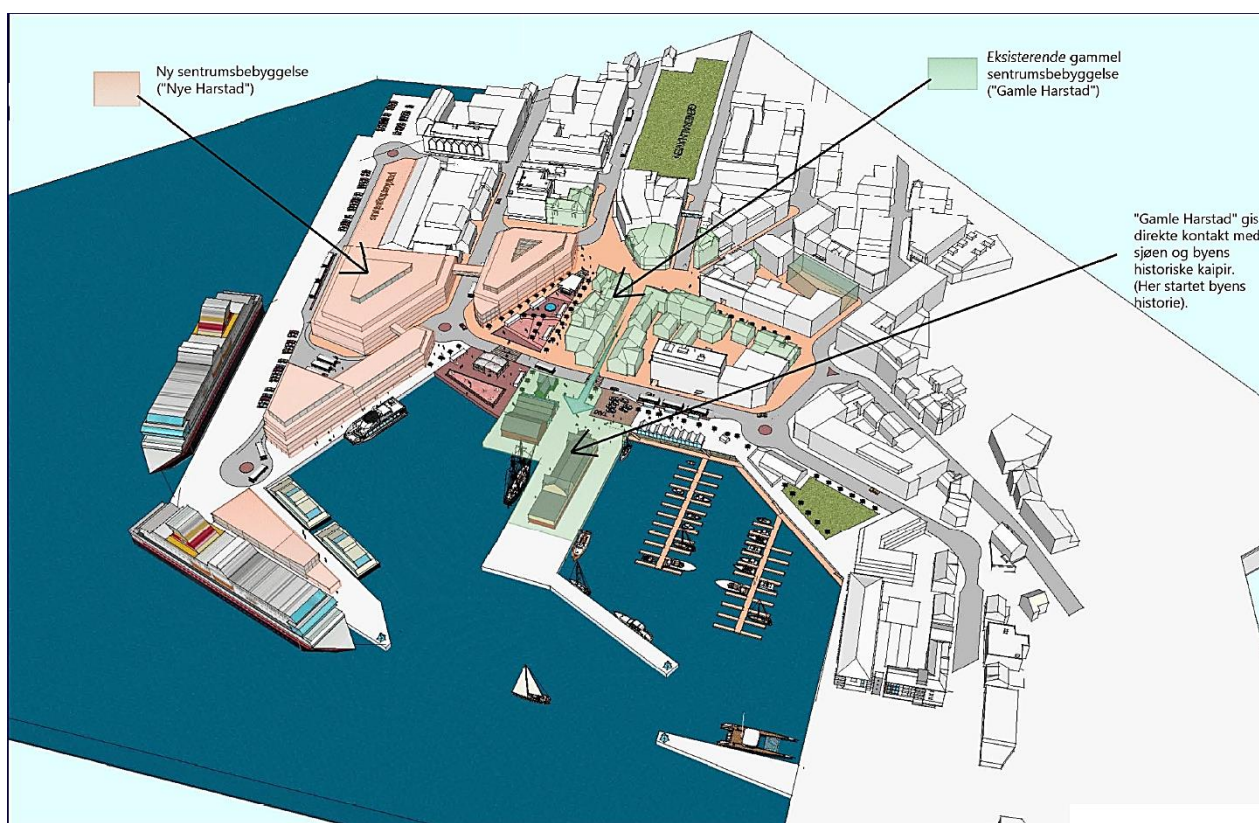 Ny sentrumsbebyggelse
("Nye Harstad")
Eksisterende gammel
sentrumsbebyggelse
("Gamle Harstad")
"Gamle Harstad" gis
direkte kontakt med
sjøen og byens
historiske kaipir.
(Her startet byens
historie).